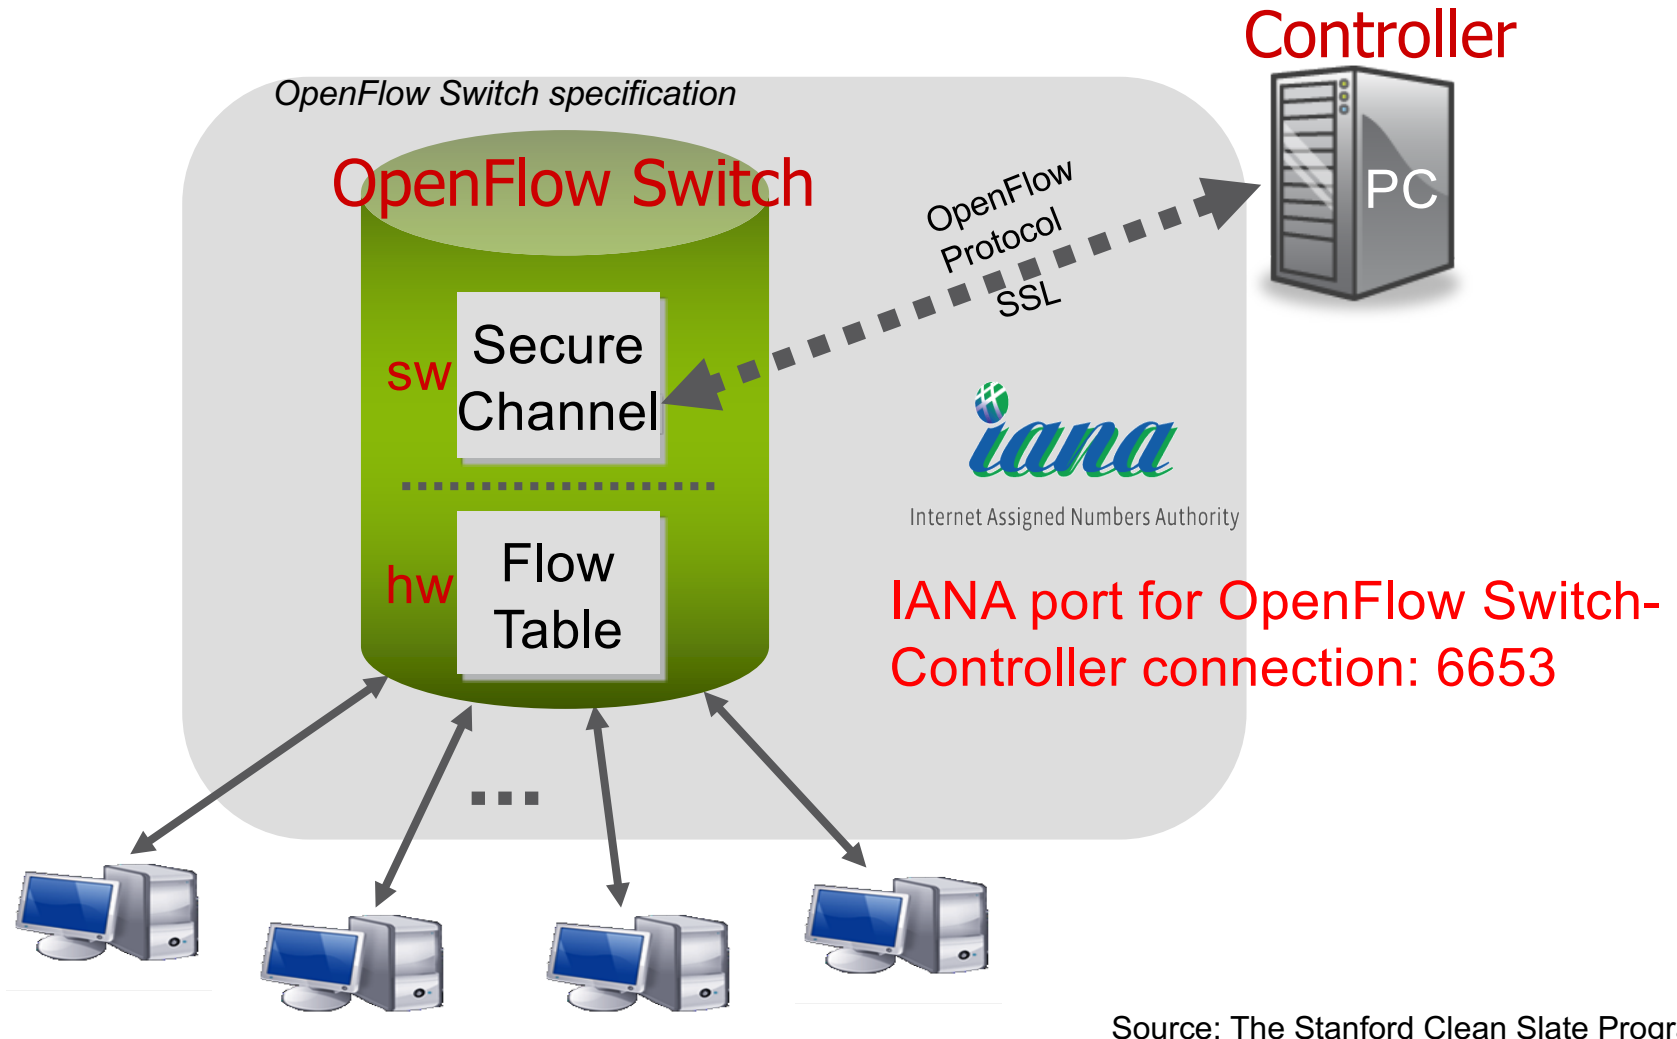 Controller
OpenFlow Switch specification
OpenFlow Switch
OpenFlow
Protocol
SSL
PC
sw
Secure
Channel
iana
Internet Assigned Numbers Authority
hw
Flow
Table
IANA port for OpenFlow Switch-
Controller connection: 6653
...
Source: The Stanford Clean Slate Progr